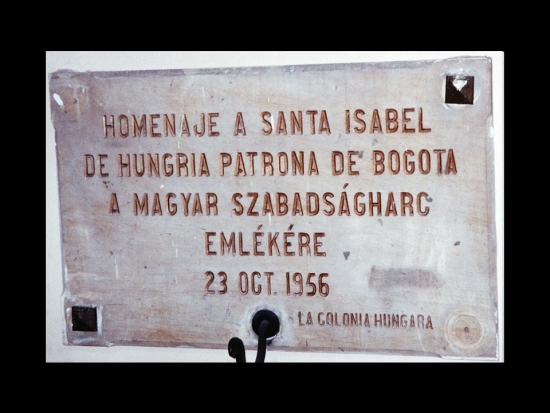 HOMENAJE A SANTA ISABEL
DE HUNGRIA PATRONA DE BOGOTA
A MAGYAR SZABADSÁGHARC
EMLÉKÉRE
23 OCT. 1956
LA COLONIA HUNGARA